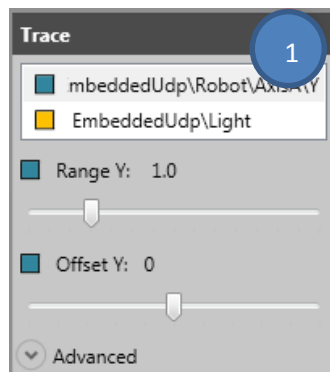 Trace
1
mbeddedUdp\Robot\AxisA\Y
EmbeddedUdp\Light
Range Y: 1.0
Offset Y: 0
Advanced